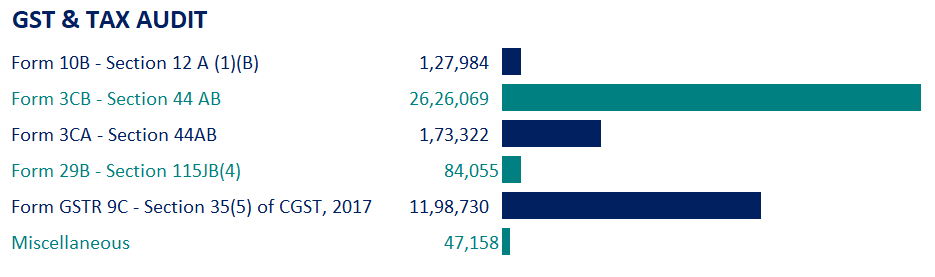 GST & TAX AUDIT
Form 10B - Section 12 A (1)(B) 1,27,984
Form 3CB - Section 44 AB 26,26,069
Form 3CA - Section 44AB 1,73,322
Form 29B - Section 115JB(4) 84,055
Form GSTR 9C - Section 35(5) of CGST, 2017 11,98,730
Miscellaneous 47,158